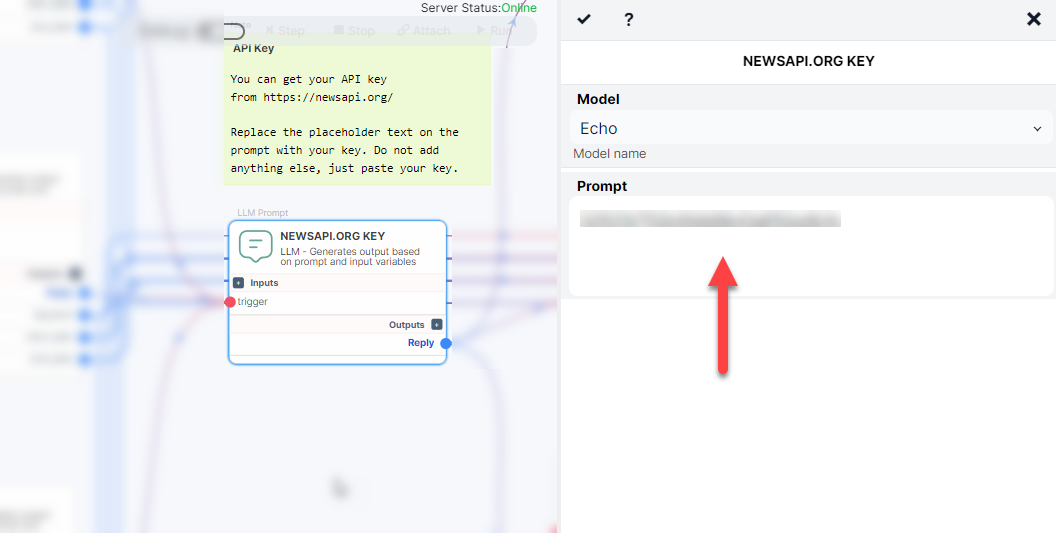 Server Status:Online
Step
Stop
Attach
Run
API Key
You can get your API key
from https://newsapi.org/
Replace the placeholder text on the
prompt with your key. Do not add
anything else, just paste your key.
LLM Prompt
NEWSAPI.ORG KEY
LLM - Generates output based
on prompt and input variables
Inputs
trigger
Outputs
Reply
?
NEWSAPI.ORG KEY
Model
Echo
Model name
Prompt